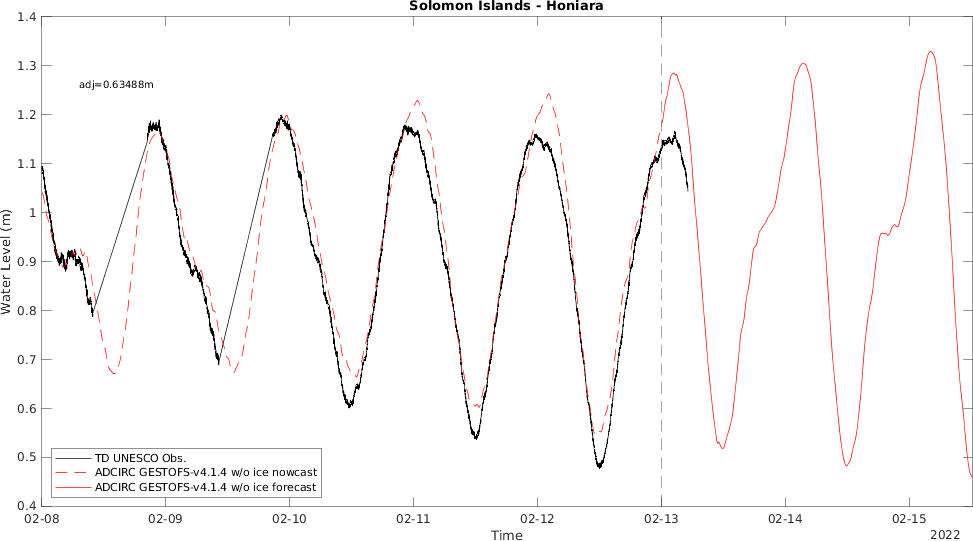 Solomon Islands - Honiara
1.4
1.3
adj=0.63488m
1.2
1.1
1
0.9
0.8
0.7
0.6
0.5
0.4
Water Level (m)
TD UNESCO Obs.
ADCIRC GESTOFS-v4.1.4 w/o ice nowcast
ADCIRC GESTOFS-v4.1.4 w/o ice forecast
02-08 02-09 02-10 02-11 02-12 02-13 02-14 02-15
Time
2022